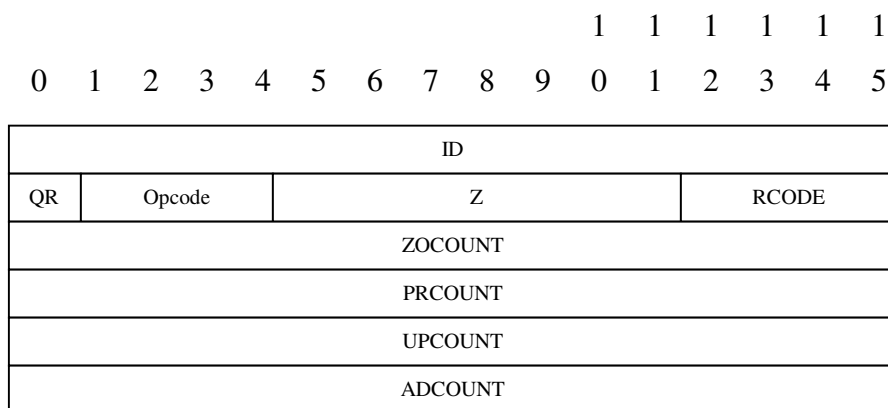 1 1 1 1 1 1
0 1 2 3 4 5 6 7 8 9 0 1 2 3 4 5
ID
QR Opcode Z RCODE
ZOCOUNT
PRCOUNT
UPCOUNT
ADCOUNT